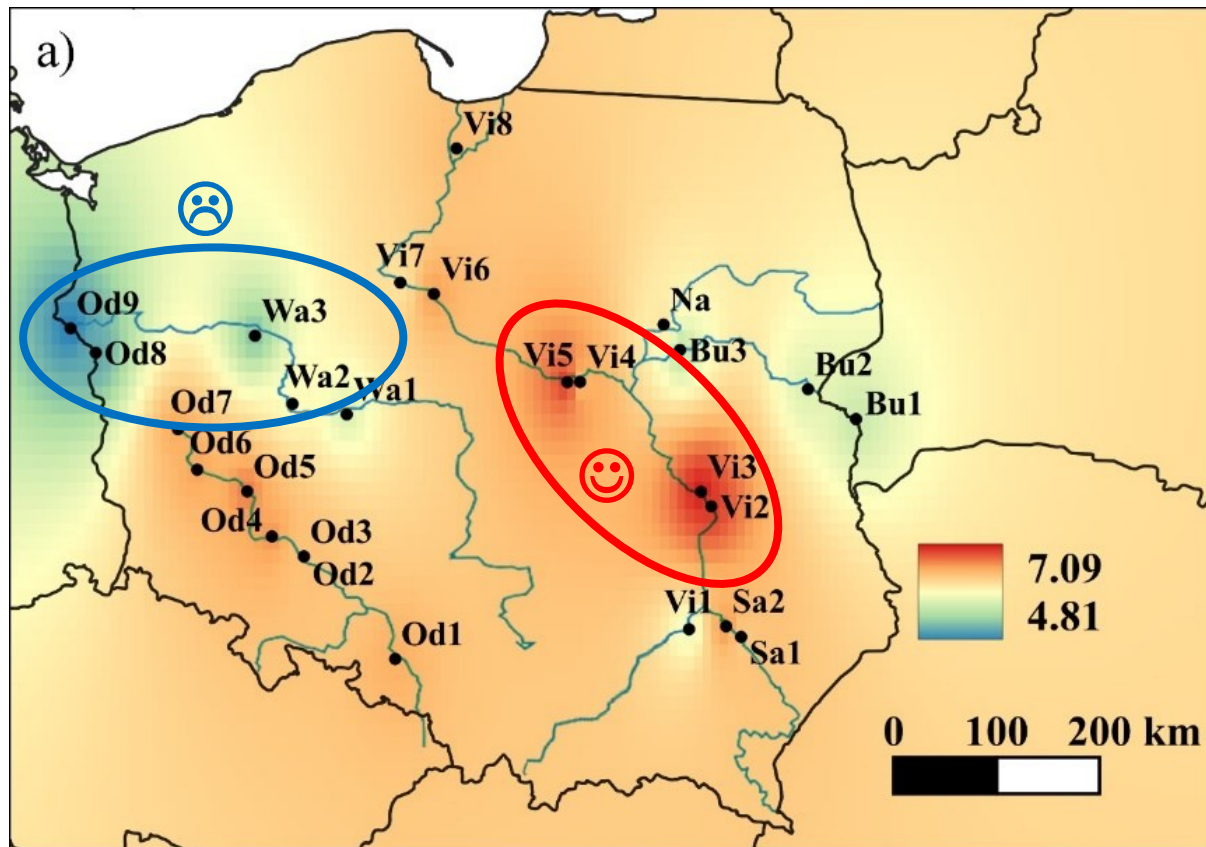 a)
Vi8
Vi7
Vi6
Od9
Wa3
Na
Od8
Vi5
Vi4
Bu3
Wa2
Wa1
Bu2
Bu1
Od7
Od6
Od5
Vi3
Vi2
Od4
Od3
Od2
7.09
4.81
Vi1
Sa2
Od1
Sa1
0 100 200 km